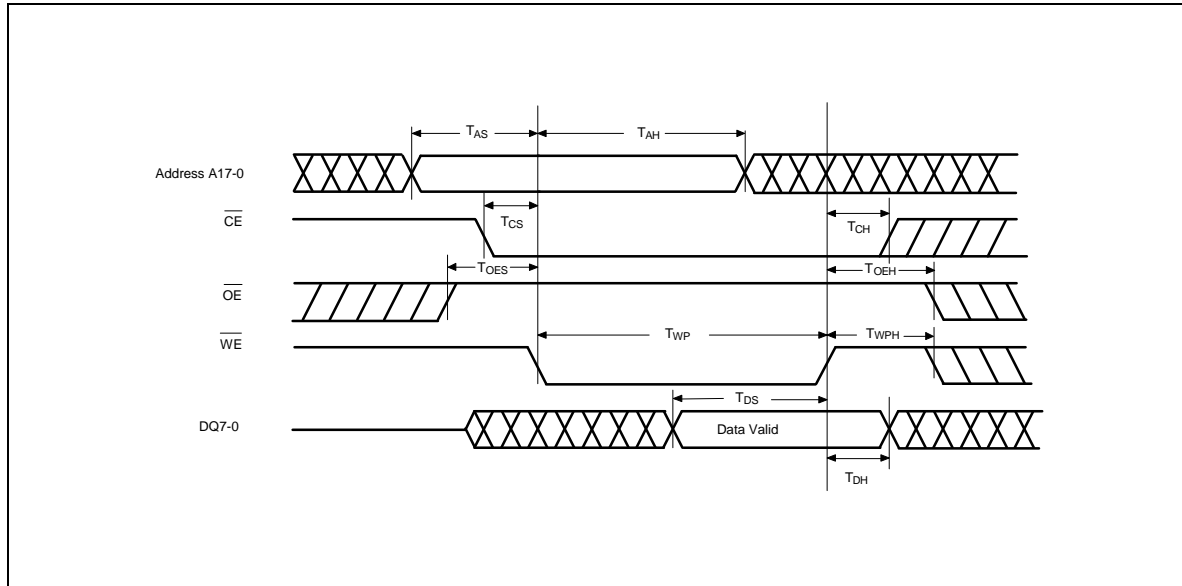 TAS
TAH
Address A17-0
TCS
TCH
CE
TOES
TOEH
OE
TWP
TWPH
WE
TDS
DQ7-0
Data Valid
TDH